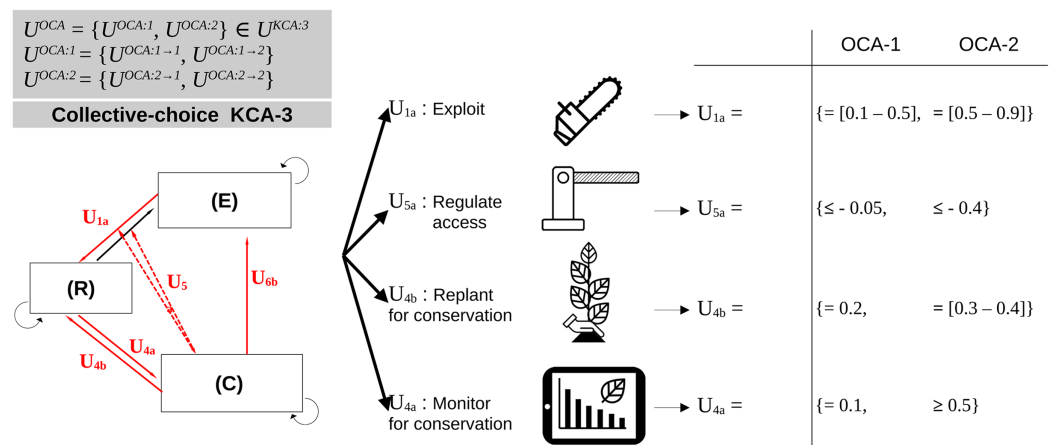 U^OCA = {U^OCA:1, U^OCA:2} ∈ U^KCA:3
U^OCA:1 = {U^OCA:1→1, U^OCA:1→2}
U^OCA:2 = {U^OCA:2→1, U^OCA:2→2}
Collective-choice KCA-3
(E)
U1a
(R)
U5
U6b
U4a
U4b
(C)
OCA-1 OCA-2
U1a : Exploit
U1a = {= [0.1 – 0.5], = [0.5 – 0.9]}
U5a : Regulate
access
U5a = {≤ - 0.05, ≤ - 0.4}
U4b : Replant
for conservation
U4b = {= 0.2, = [0.3 – 0.4]}
U4a : Monitor
for conservation
U4a = {= 0.1, ≥ 0.5}